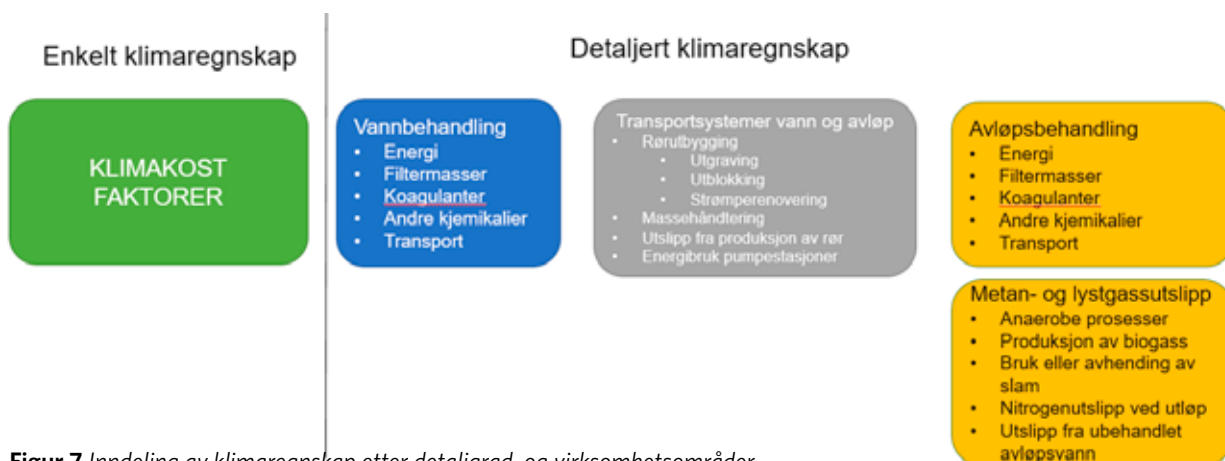 Enkelt klimaregnskap
Detaljert klimaregnskap
KLIMAKOST
FAKTORER
Vannbehandling
• Energi
• Filtermasser
• Koagulanter
• Andre kjemikalier
• Transport
Transportsystemer vann og avløp
• Rørutbygging
• Utgraving
• Utblokking
• Strømperenovering
• Massehåndtering
• Utslipp fra produksjon av rør
• Energibruk pumpestasjoner
Avløpsbehandling
• Energi
• Filtermasser
• Koagulanter
• Andre kjemikalier
• Transport
Metan- og lystgassutslipp
• Anaerobe prosesser
• Produksjon av biogass
• Bruk eller avhending av
slam
• Nitrogenutslipp ved utløp
• Utslipp fra ubehandlet
avløpsvann
Figur 7 Inndeling av klimaregnskap etter detaljgrad og virksomhetsområder